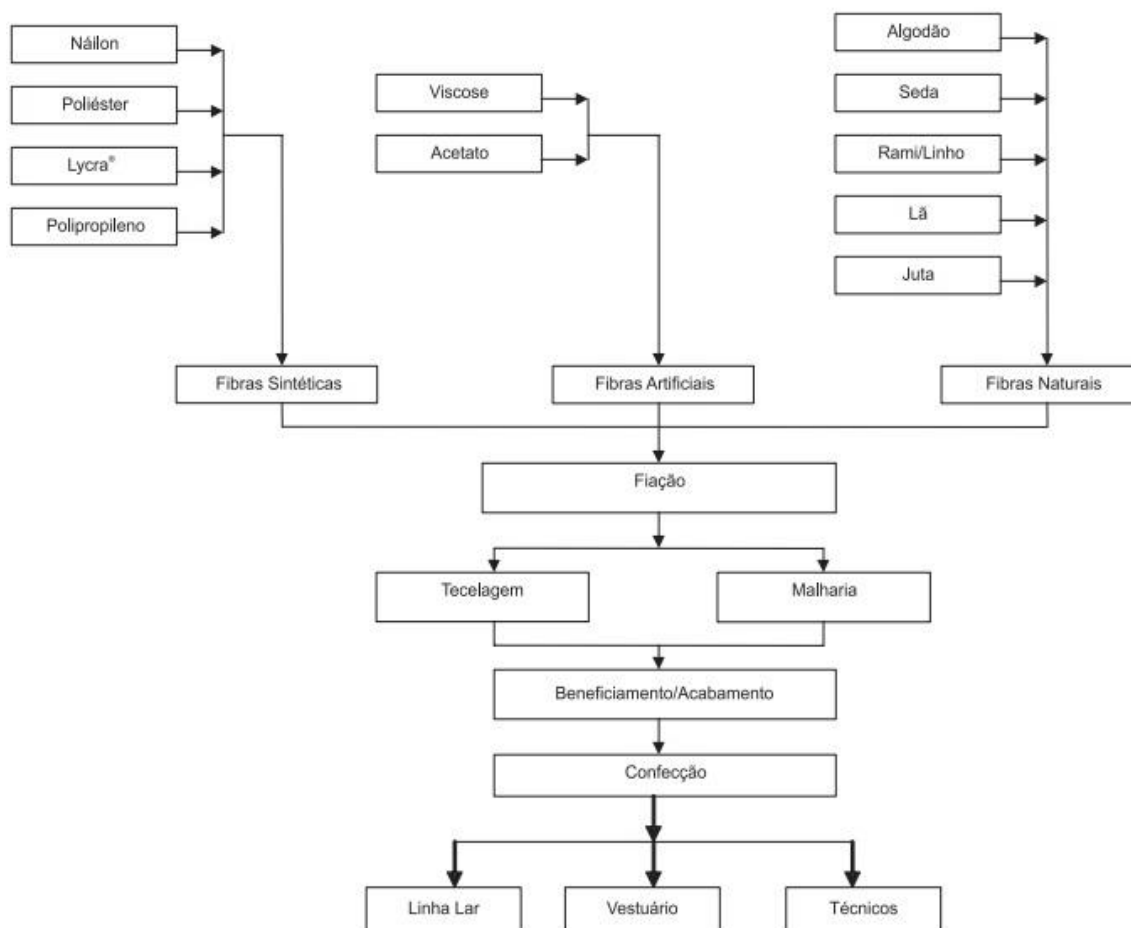 Náilon
Poliéster
Lycra®
Polipropileno
Viscose
Acetato
Algodão
Seda
Rami/Linho
Lã
Juta
Fibras Sintéticas
Fibras Artificiais
Fibras Naturais
Fiação
Tecelagem
Malharia
Beneficiamento/Acabamento
Confecção
Linha Lar
Vestuário
Técnicos